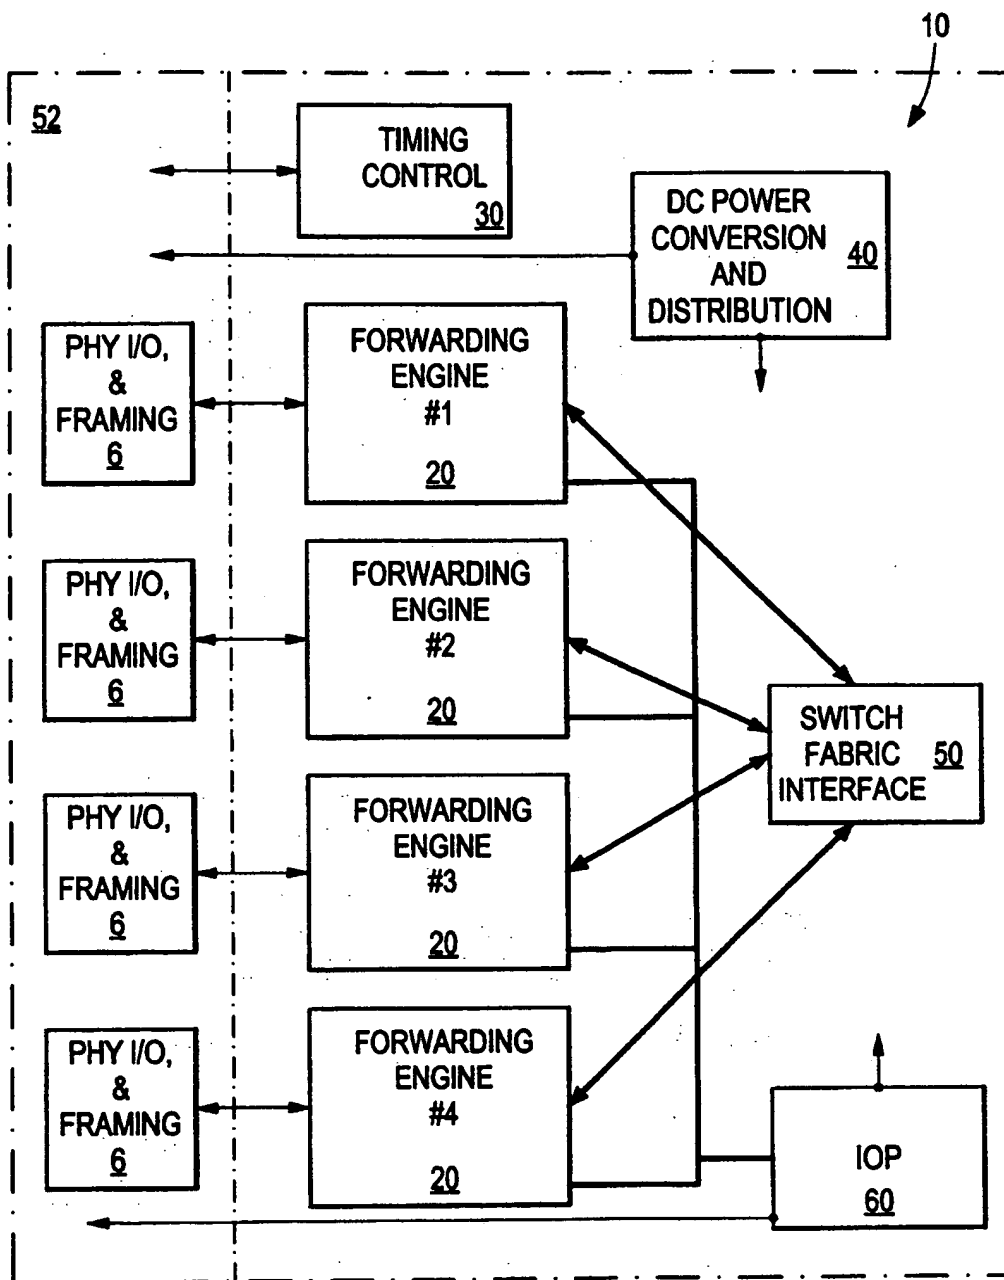 10
52
TIMING
CONTROL
30
DC POWER
CONVERSION
AND
DISTRIBUTION
40
PHY I/O,
&
FRAMING
6
FORWARDING
ENGINE
#1
20
PHY I/O,
&
FRAMING
6
FORWARDING
ENGINE
#2
20
SWITCH
FABRIC
INTERFACE
50
PHY I/O,
&
FRAMING
6
FORWARDING
ENGINE
#3
20
PHY I/O,
&
FRAMING
6
FORWARDING
ENGINE
#4
20
IOP
60